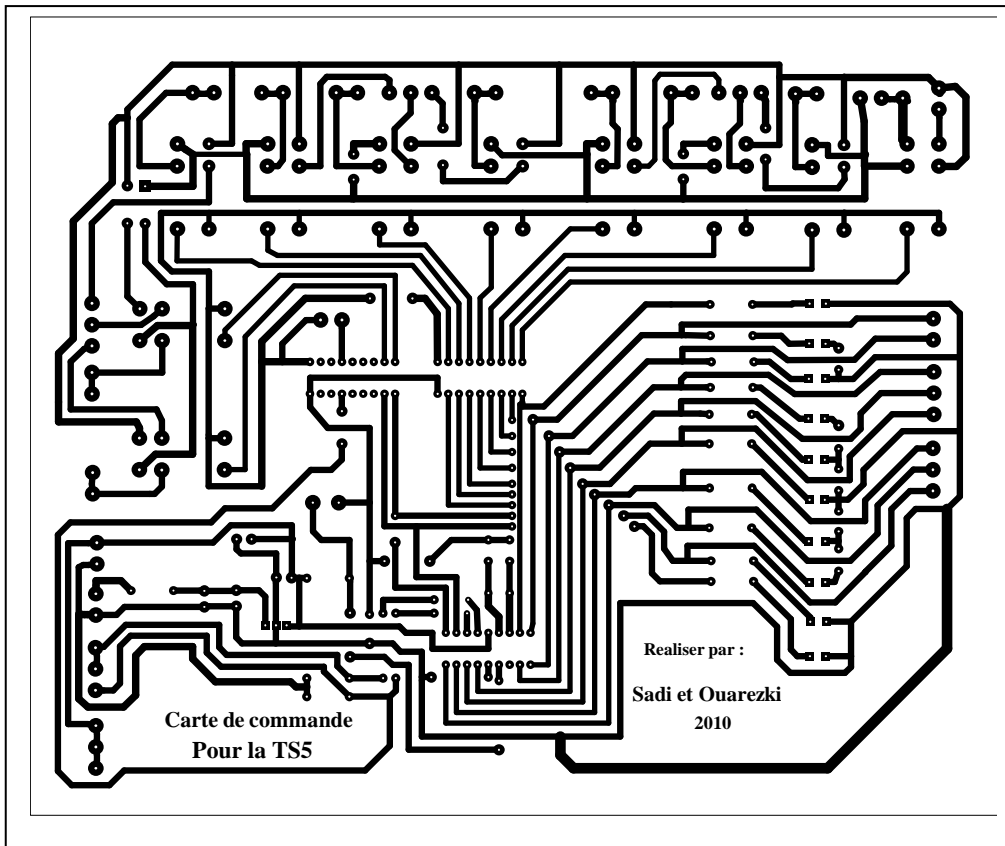 Realiser par :
Sadi et Ouarezki
2010
Carte de commande
Pour la TS5